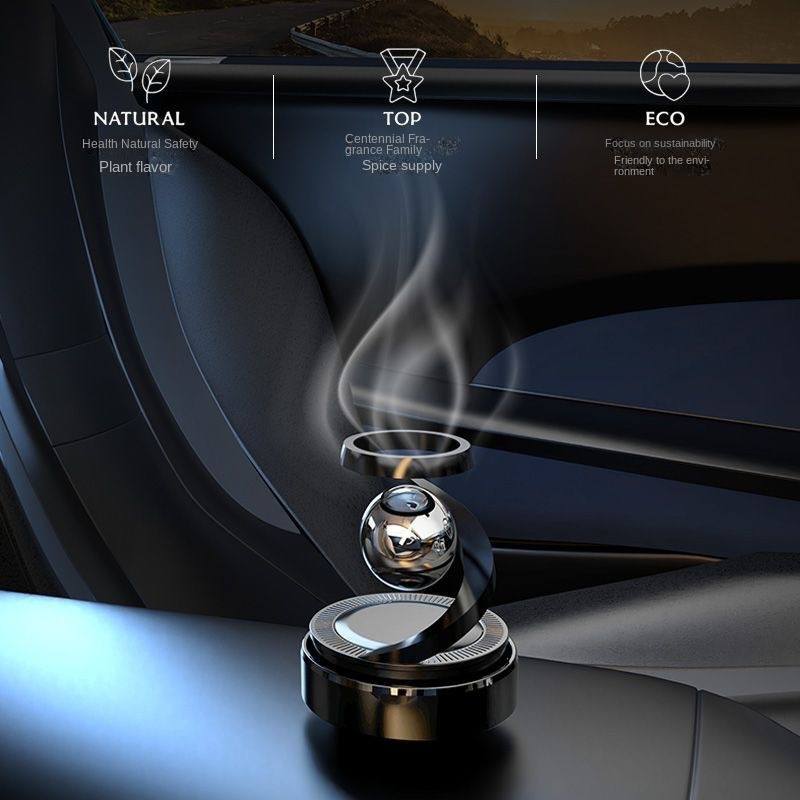 NATURAL
Health Natural Safety
Plant flavor
TOP
Centennial Fra-
grance Family
Spice supply
ECO
Focus on sustainability
Friendly to the envi-
ronment